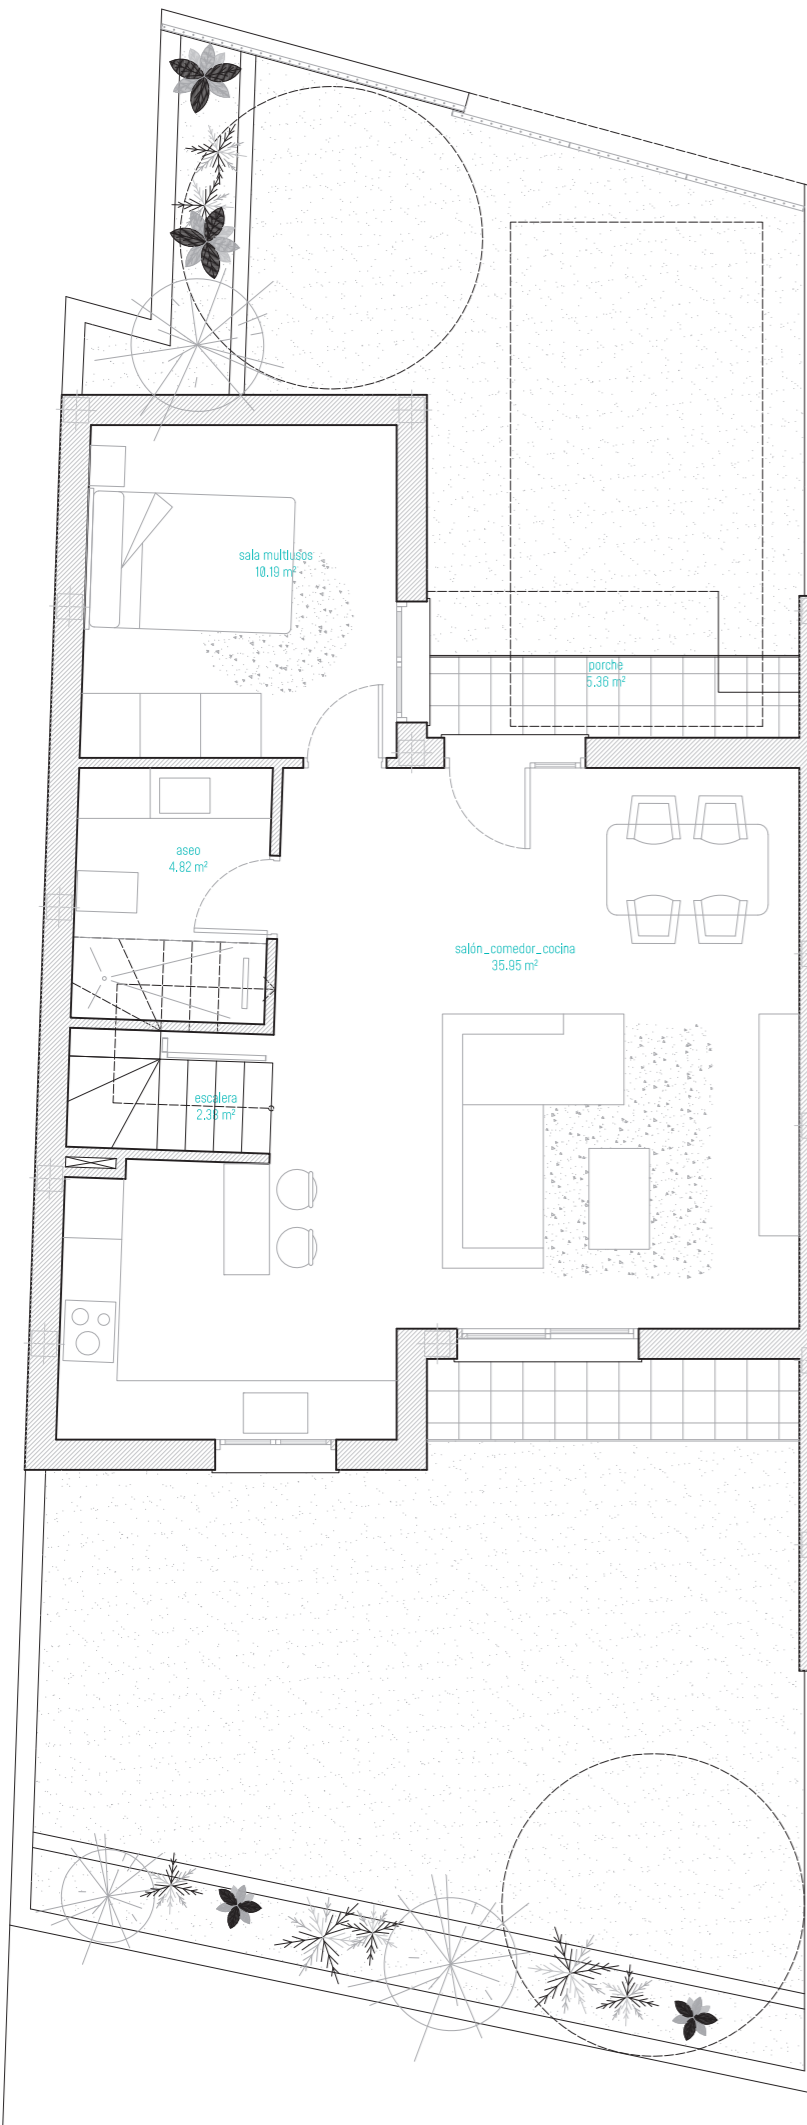 sala multiusos
10.19 m²
porche
5.36 m²
aseo
4.82 m²
salón_comedor_cocina
35.95 m²
escalera
2.38 m²